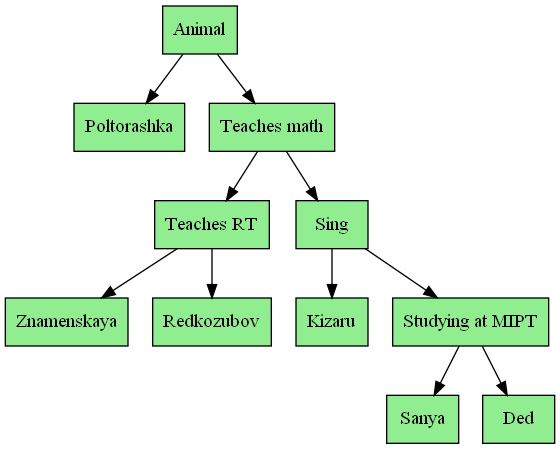 Animal
Poltorashka
Teaches math
Teaches RT
Sing
Znamenskaya
Redkozubov
Kizaru
Studying at MIPT
Sanya
Ded